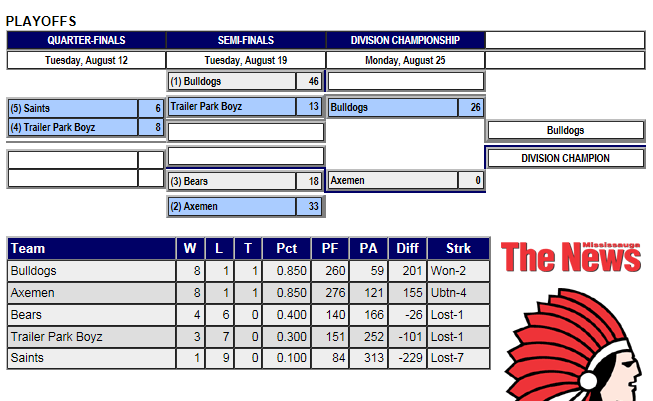 PLAYOFFS
QUARTER-FINALS SEMI-FINALS DIVISION CHAMPIONSHIP
Tuesday, August 12 Tuesday, August 19 Monday, August 25
(1) Bulldogs 46
(5) Saints 6 Trailer Park Boyz 13 Bulldogs 26
(4) Trailer Park Boyz 8
Bulldogs
DIVISION CHAMPION
(3) Bears 18 Axemen 0
(2) Axemen 33
Team W L T Pct PF PA Diff Strk
Bulldogs 8 1 1 0.850 260 59 201 Won-2
Axemen 8 1 1 0.850 276 121 155 Ubtn-4
Bears 4 6 0 0.400 140 166 -26 Lost-1
Trailer Park Boyz 3 7 0 0.300 151 252 -101 Lost-1
Saints 1 9 0 0.100 84 313 -229 Lost-7
Mississauga
The News